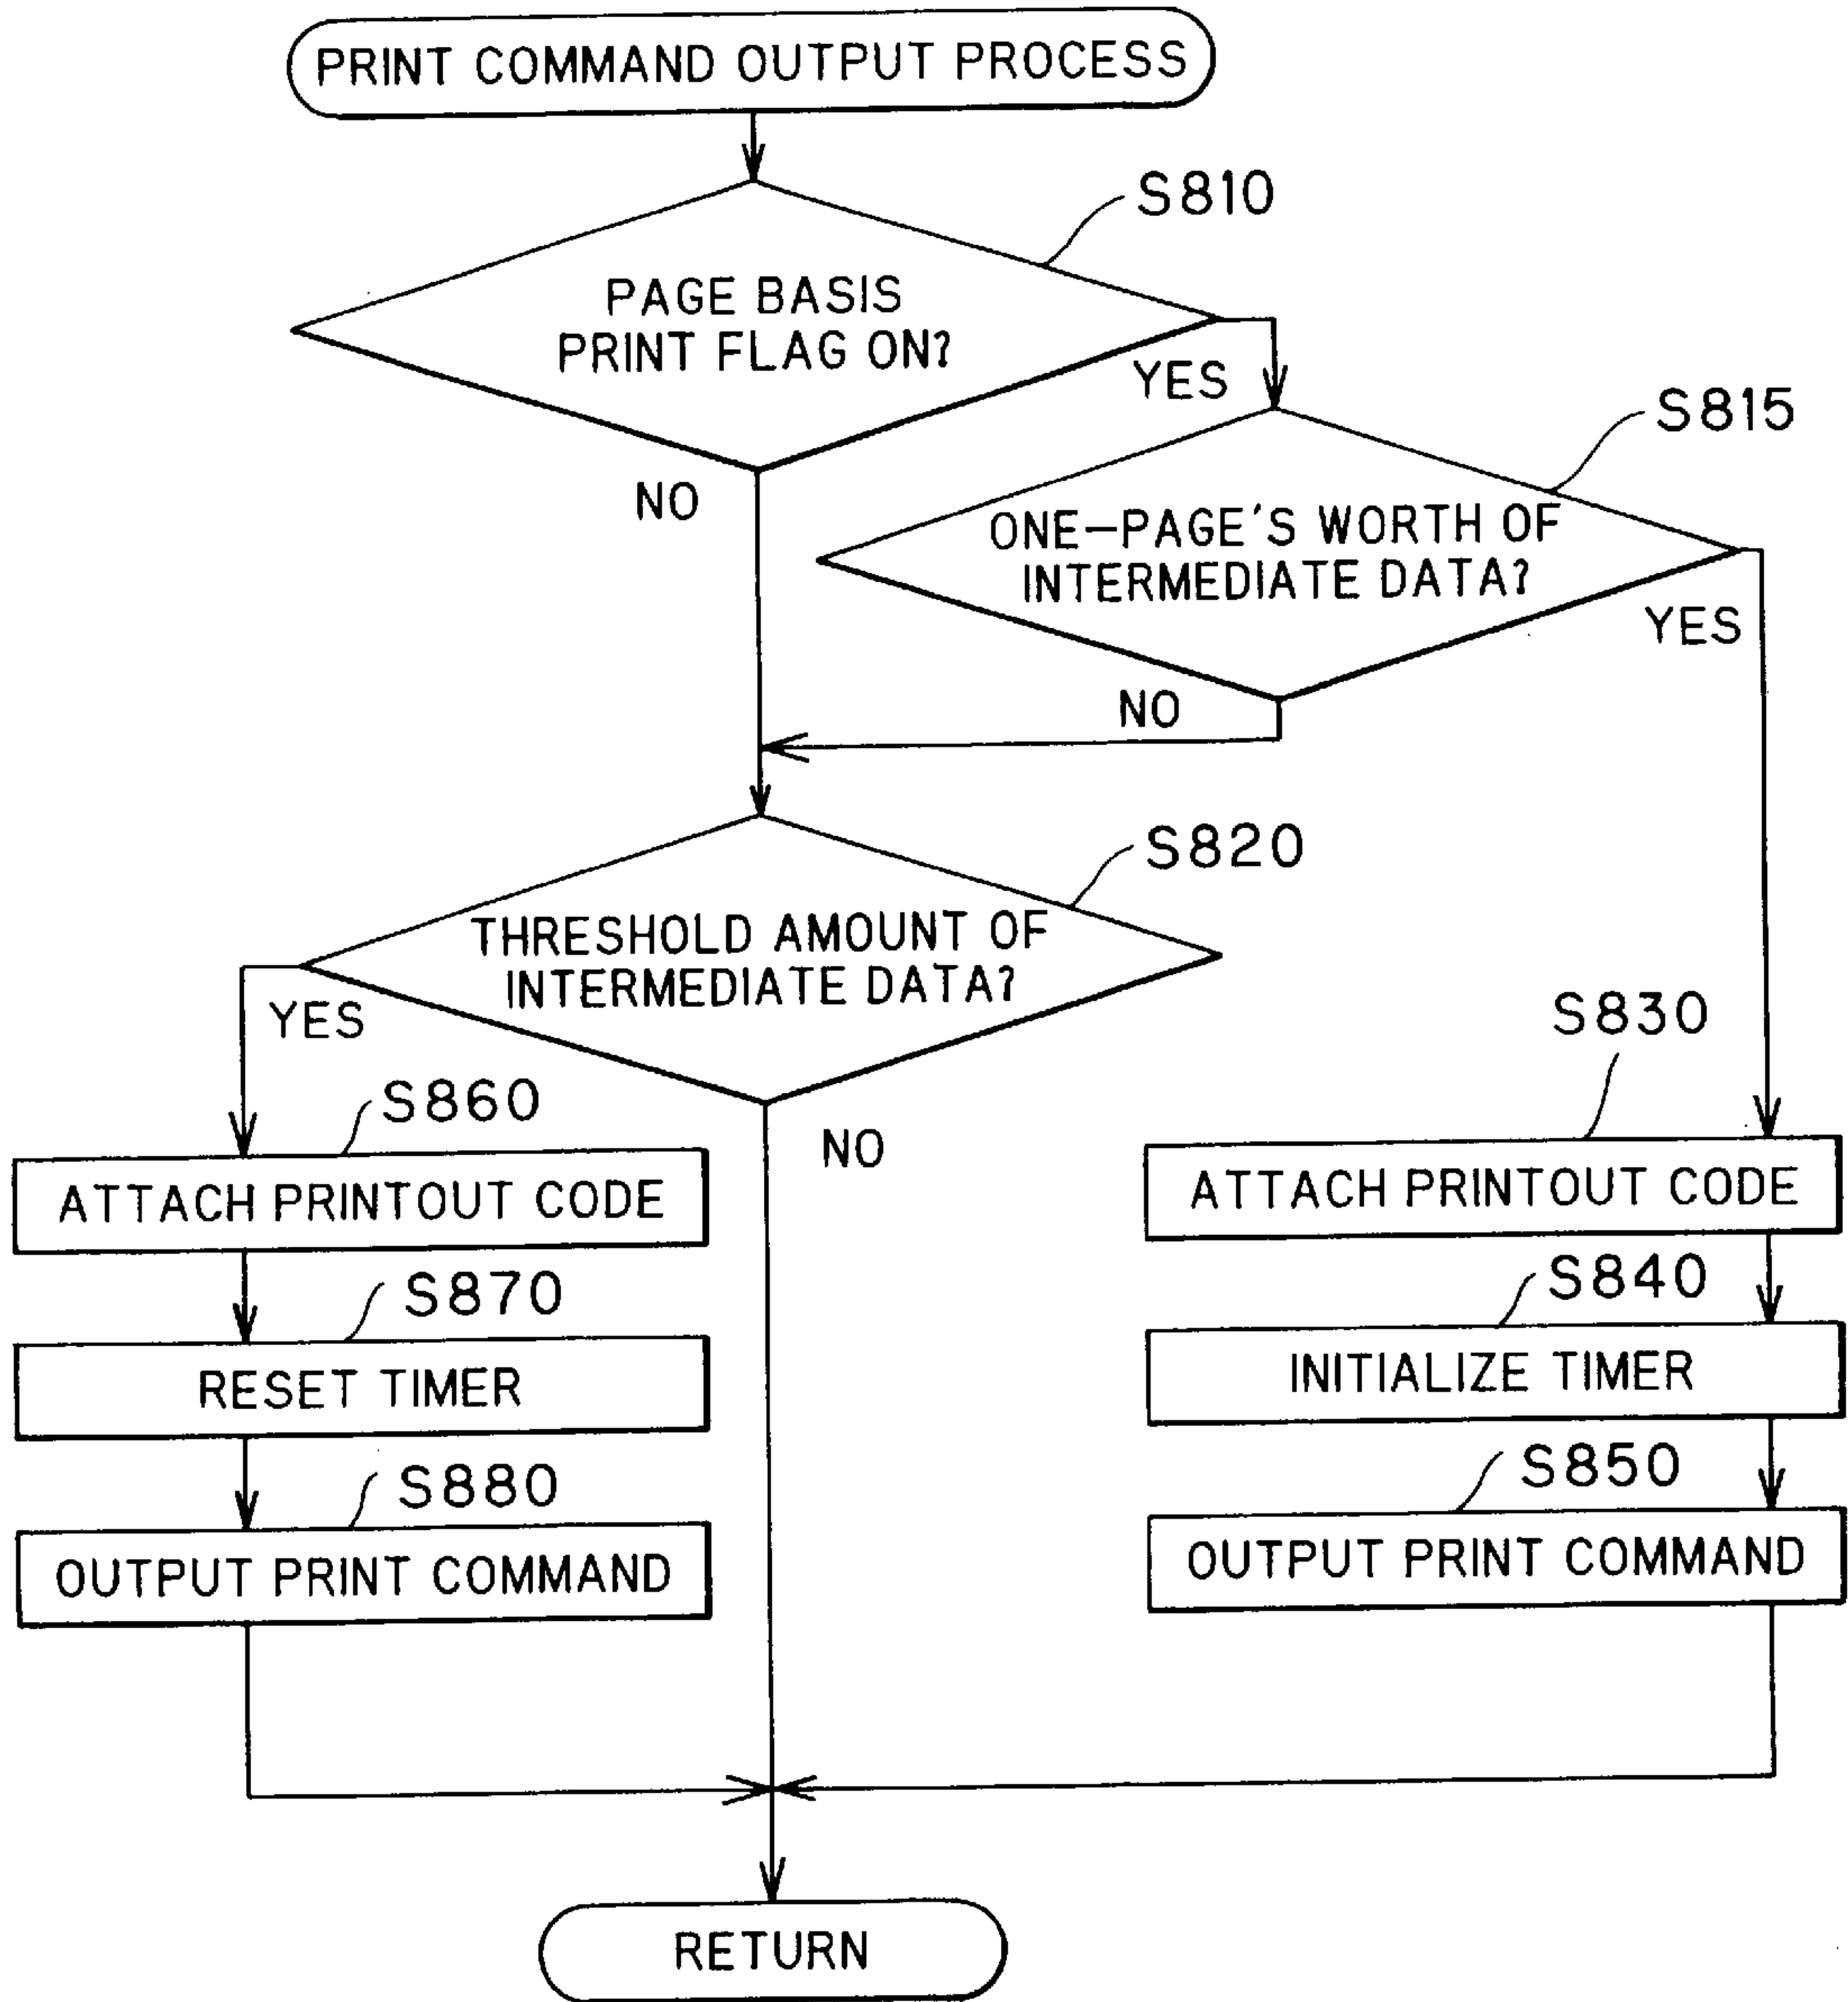 PRINT COMMAND OUTPUT PROCESS
S810
PAGE BASIS
PRINT FLAG ON?
YES
NO
S815
ONE-PAGE'S WORTH OF
INTERMEDIATE DATA?
YES
NO
S820
THRESHOLD AMOUNT OF
INTERMEDIATE DATA?
YES
NO
S830
ATTACH PRINTOUT CODE
S840
INITIALIZE TIMER
S850
OUTPUT PRINT COMMAND
S860
ATTACH PRINTOUT CODE
S870
RESET TIMER
S880
OUTPUT PRINT COMMAND
RETURN